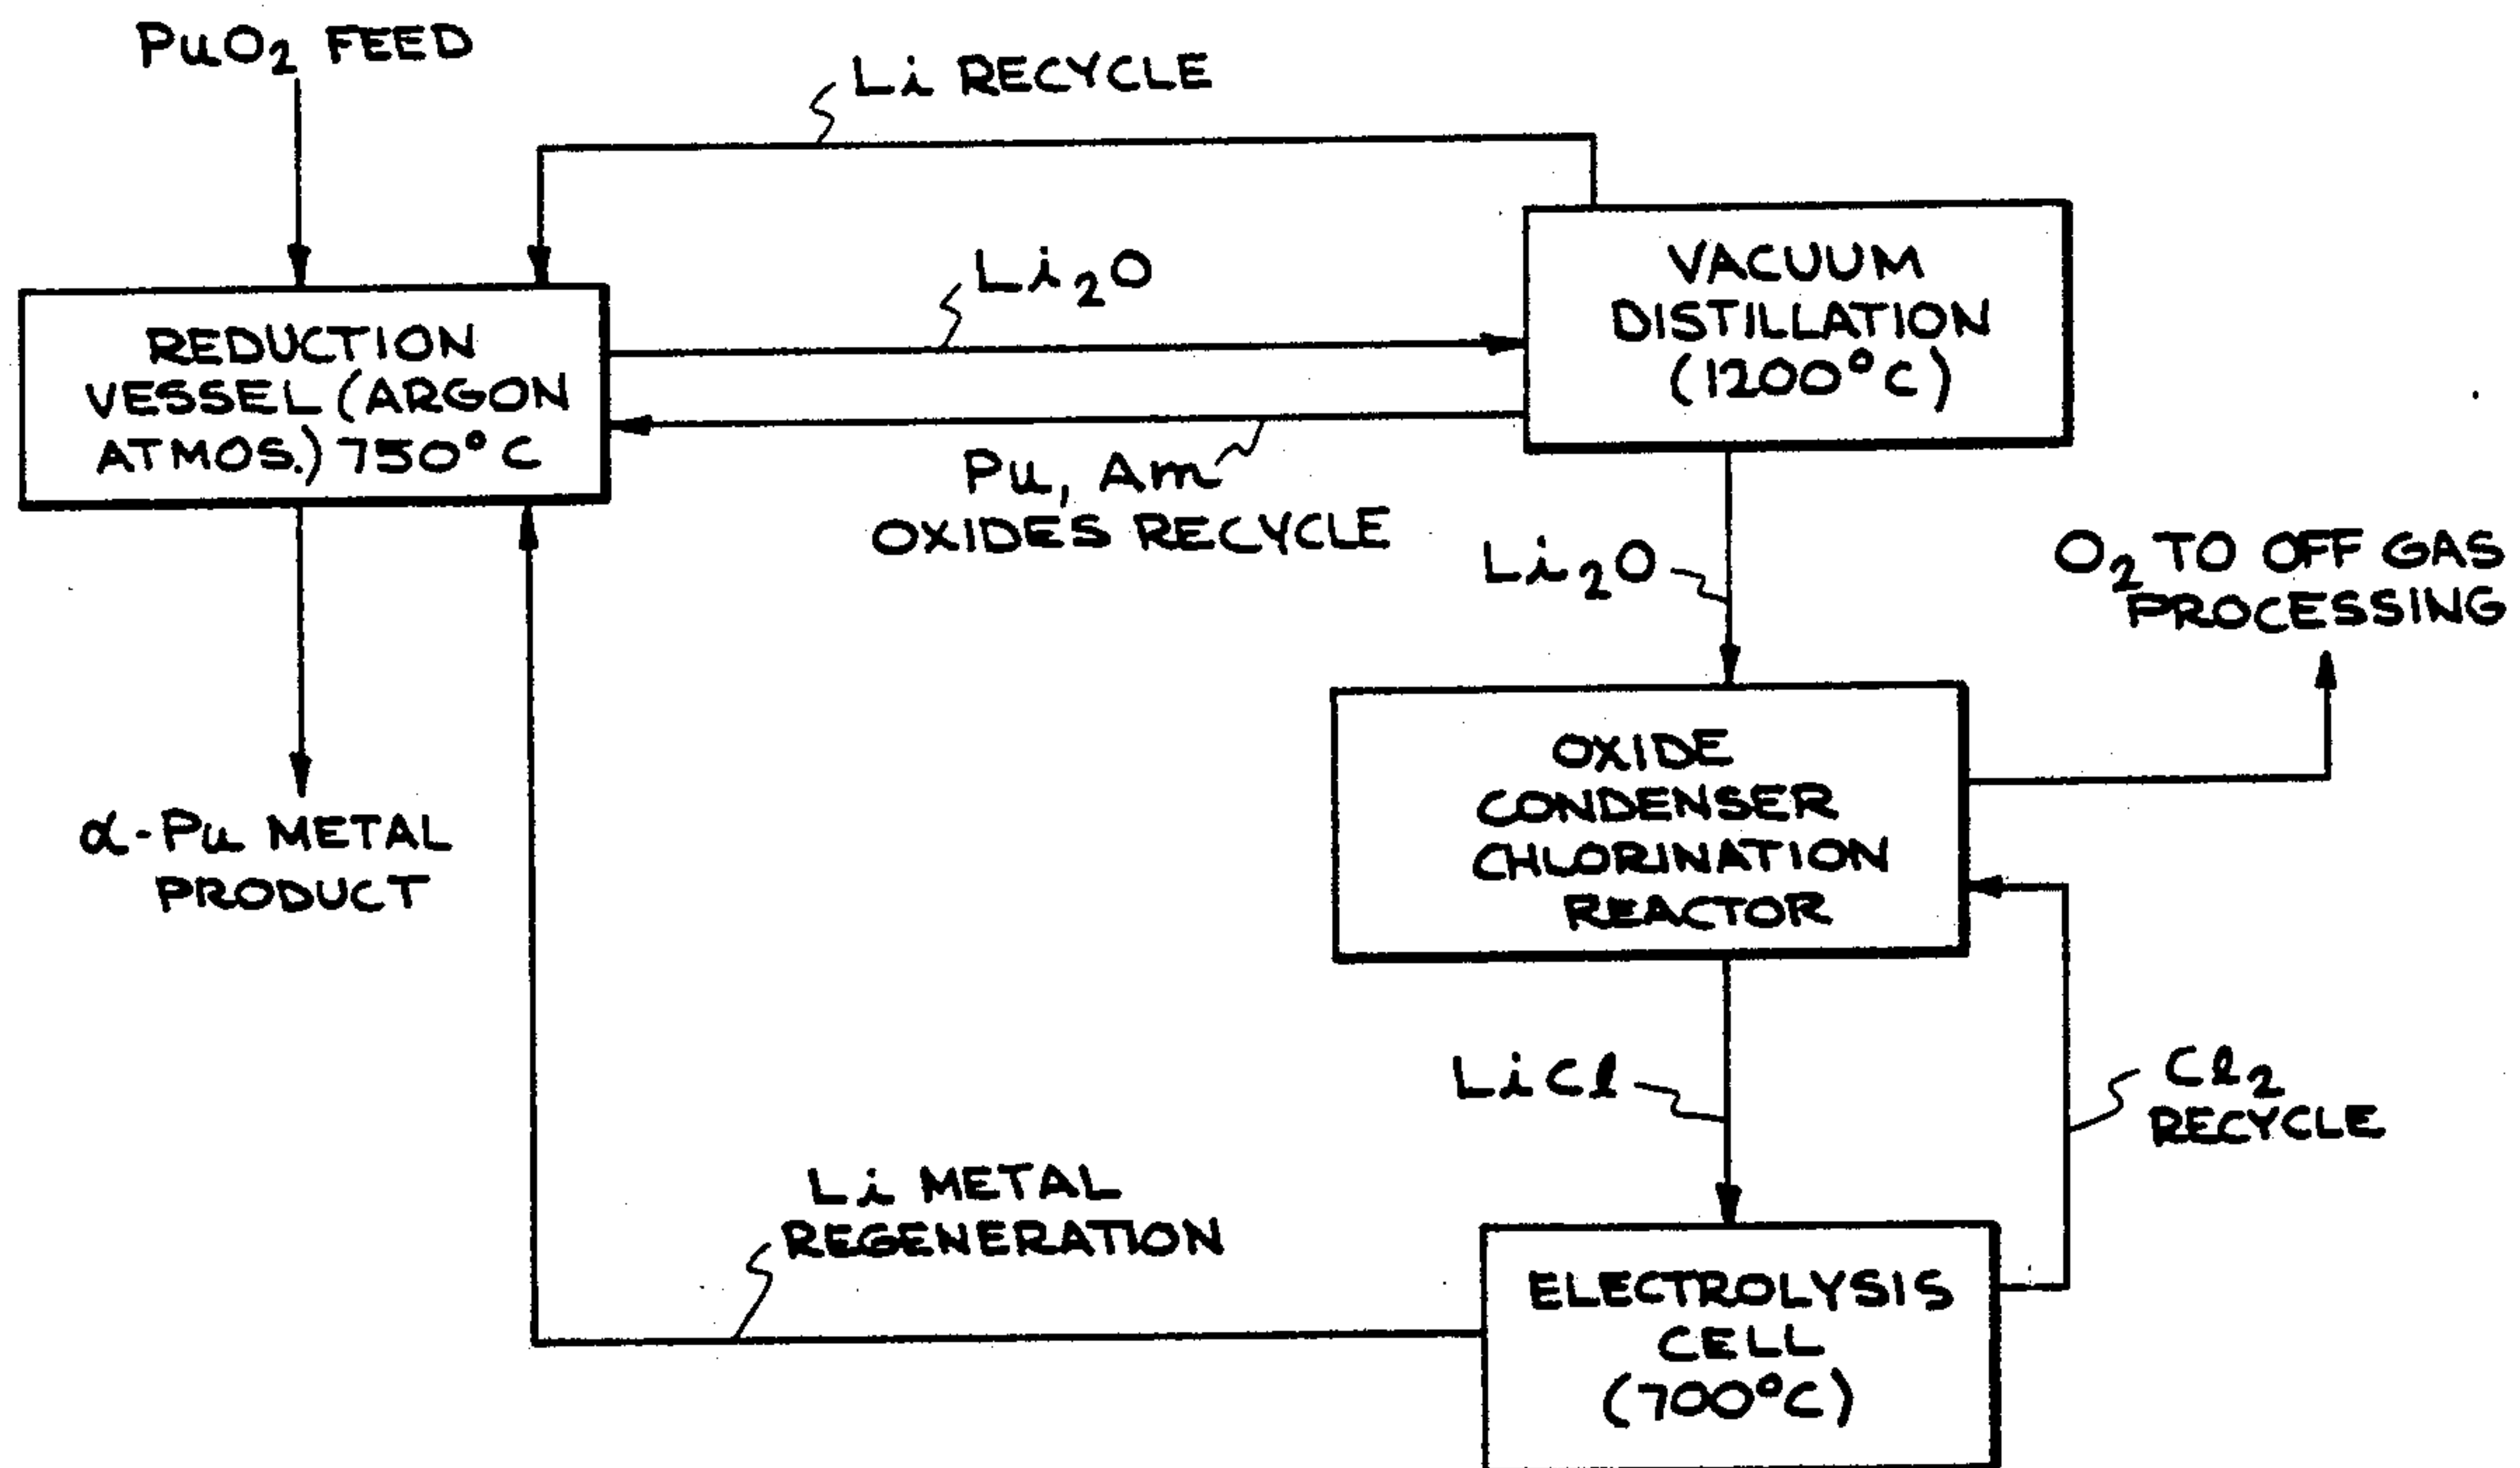 PuO₂ FEED
Li RECYCLE
Li₂O
REDUCTION
VESSEL (ARGON
ATMOS.) 750°C
VACUUM
DISTILLATION
(1200°C)
Pu, Am
OXIDES RECYCLE
Li₂O
O₂ TO OFF GAS
PROCESSING
α-Pu METAL
PRODUCT
OXIDE
CONDENSER
CHLORINATION
REACTOR
LiCl
Cl₂
RECYCLE
Li METAL
REGENERATION
ELECTROLYSIS
CELL
(700°C)